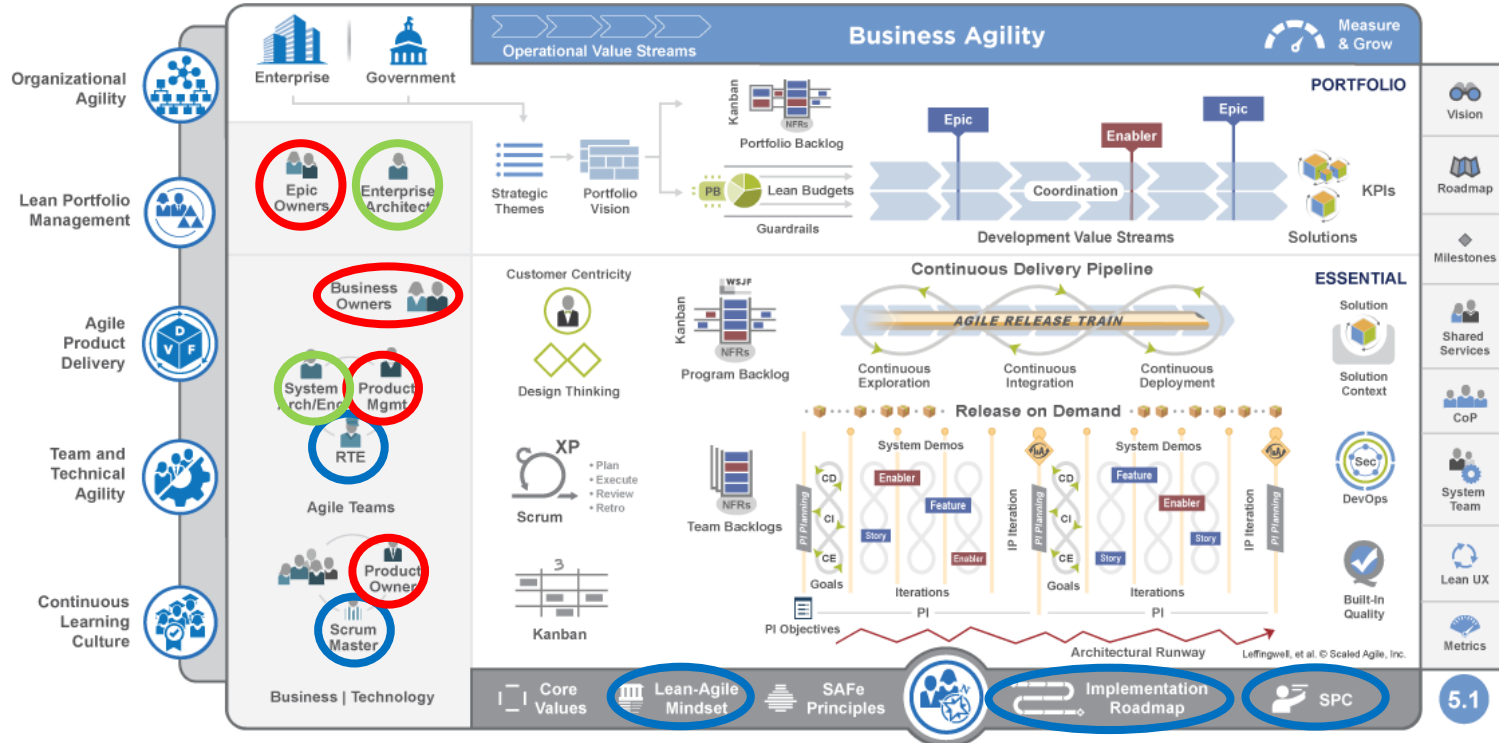 Organizational
Agility
Lean Portfolio
Management
Agile
Product
Delivery
D
V
F
Team and
Technical
Agility
Continuous
Learning
Culture
Enterprise
Government
Operational Value Streams
Business Agility
Measure
& Grow
Epic
Owners
Enterprise
Architect
Strategic
Themes
Portfolio
Vision
Kanban
NFRs
Portfolio Backlog
PB
Lean Budgets
Guardrails
PORTFOLIO
Epic
Enabler
Epic
Coordination
Development Value Streams
KPIs
Solutions
Business
Owners
System
Arch/Eng
Product
Mgmt
RTE
Agile Teams
Product
Owner
Scrum
Master
Business | Technology
Customer Centricity
Design Thinking
XP
• Plan
• Execute
• Review
• Retro
Scrum
3
Kanban
WSJF
Kanban
NFRs
Program Backlog
NFRs
Team Backlogs
Continuous Delivery Pipeline
AGILE RELEASE TRAIN
Continuous
Exploration
Continuous
Integration
Continuous
Deployment
Release on Demand
System Demos
System Demos
PI Planning
CD
CI
CE
Goals
Enabler
Feature
Story
Enabler
Iterations
IP Iteration
I&A
PI Planning
CD
CI
CE
Goals
Feature
Enabler
Story
Story
Iterations
IP Iteration
I&A
PI Planning
PI
PI
PI Objectives
Architectural Runway
Leffingwell, et al. © Scaled Agile, Inc.
ESSENTIAL
Solution
Solution
Context
Sec
DevOps
Built-In
Quality
Core
Values
Lean-Agile
Mindset
SAFe
Principles
N
Implementation
Roadmap
SPC
Vision
Roadmap
Milestones
Shared
Services
CoP
System
Team
Lean UX
Metrics
5.1